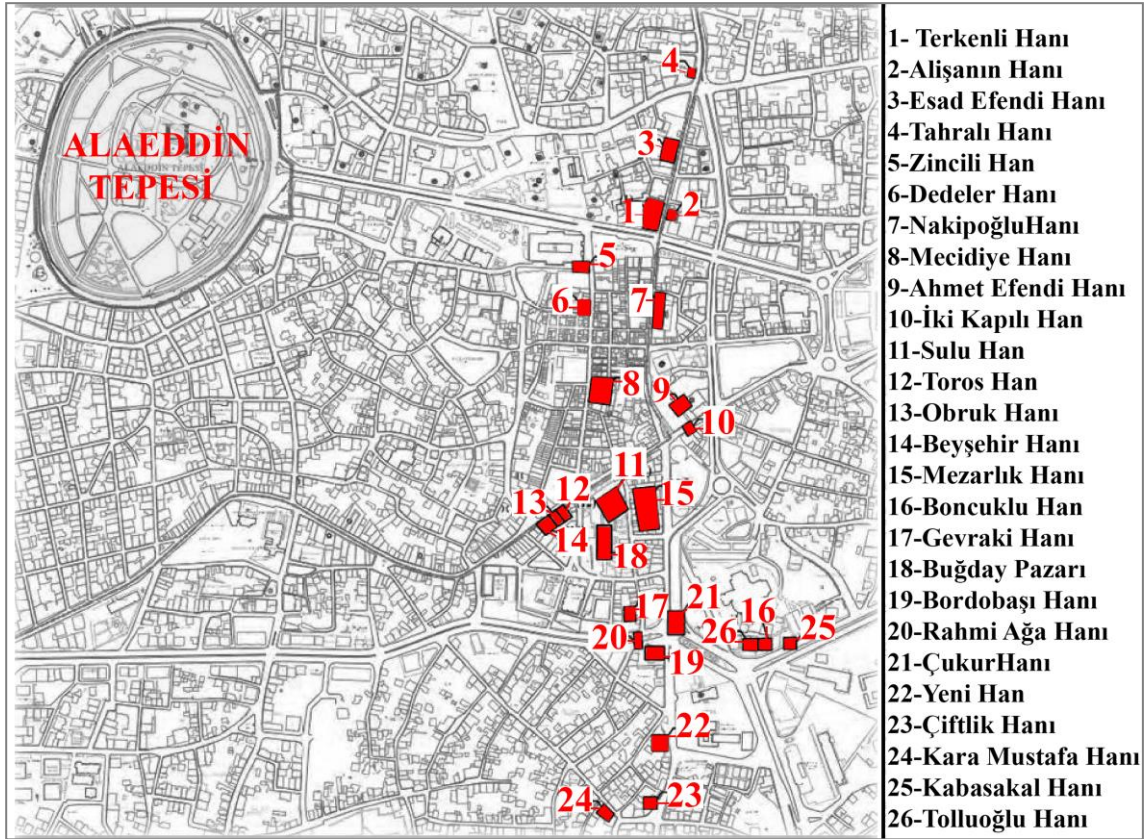 ALAEDDİN
TEPESİ
4
3
1
2
5
6
7
8
9
10
11
15
13
12
14
18
17
21
16
20
26
25
19
22
24
23
1- Terkenli Hanı
2-Alişanın Hanı
3-Esad Efendi Hanı
4-Tahralı Hanı
5-Zincili Han
6-Dedeler Hanı
7-NakipoğluHanı
8-Mecidiye Hanı
9-Ahmet Efendi Hanı
10-İki Kapılı Han
11-Sulu Han
12-Toros Han
13-Obruk Hanı
14-Beyşehir Hanı
15-Mezarlık Hanı
16-Boncuklu Han
17-Gevraki Hanı
18-Buğday Pazarı
19-Bordobaşı Hanı
20-Rahmi Ağa Hanı
21-ÇukurHanı
22-Yeni Han
23-Çiftlik Hanı
24-Kara Mustafa Hanı
25-Kabasakal Hanı
26-Tolluoğlu Hanı